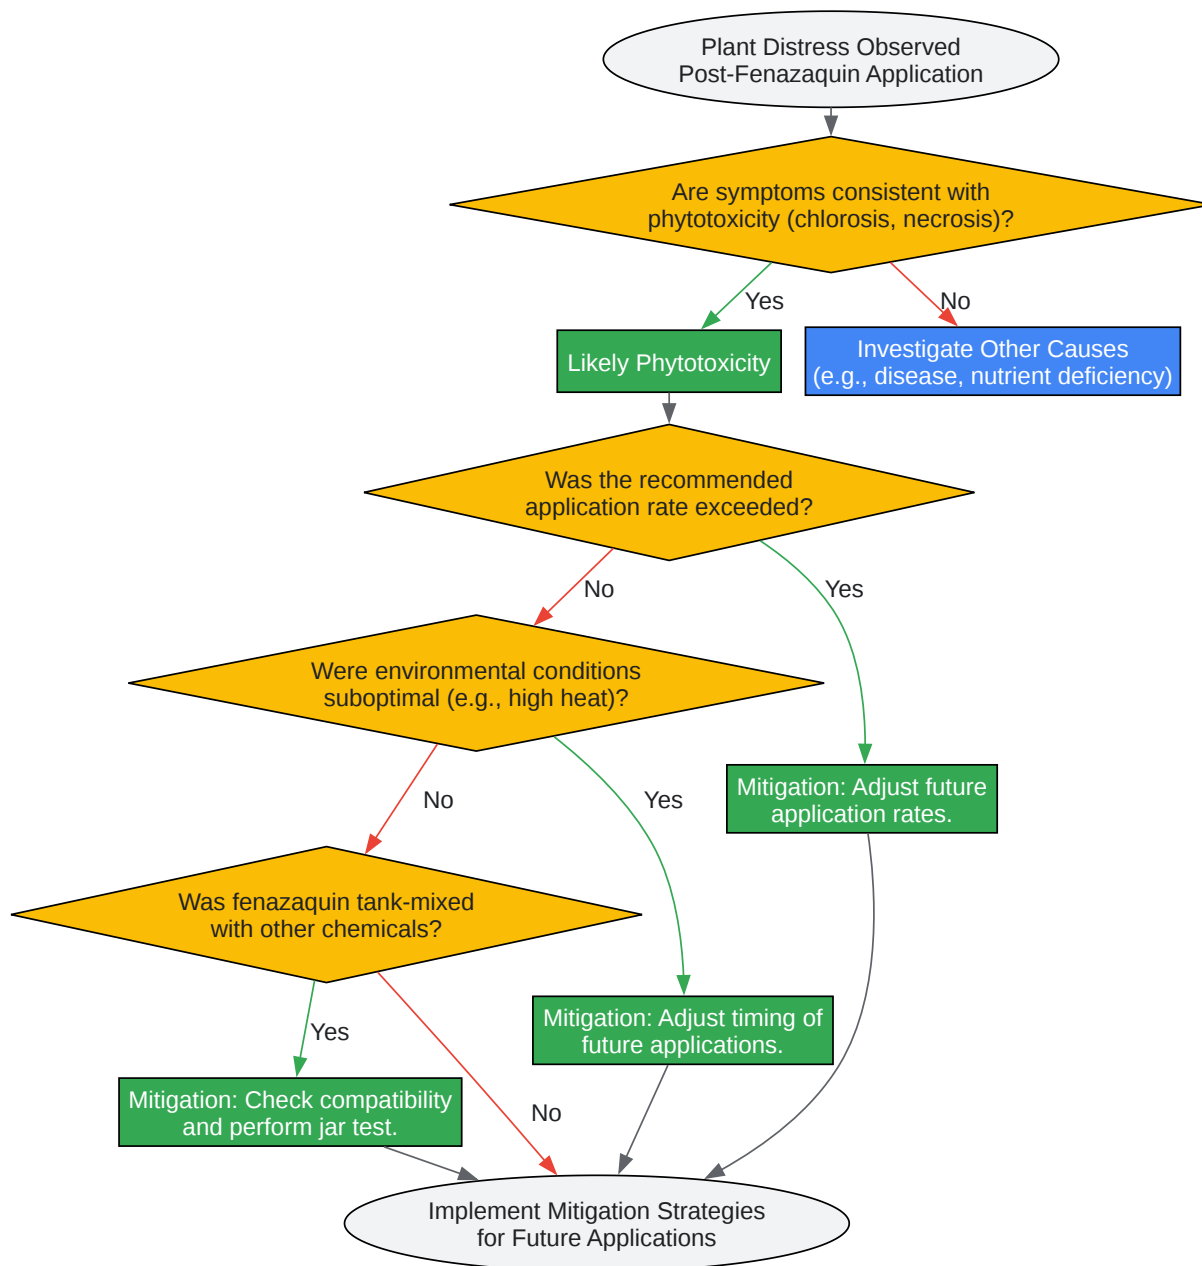 Plant Distress Observed
Post-Fenazaquin Application
Are symptoms consistent with
phytotoxicity (chlorosis, necrosis)?
Yes
No
Likely Phytotoxicity
Investigate Other Causes
(e.g., disease, nutrient deficiency)
Was the recommended
application rate exceeded?
No
Yes
Were environmental conditions
suboptimal (e.g., high heat)?
No
Yes
Mitigation: Adjust future
application rates.
Was fenazaquin tank-mixed
with other chemicals?
Yes
No
Mitigation: Adjust timing of
future applications.
Mitigation: Check compatibility
and perform jar test.
Implement Mitigation Strategies
for Future Applications